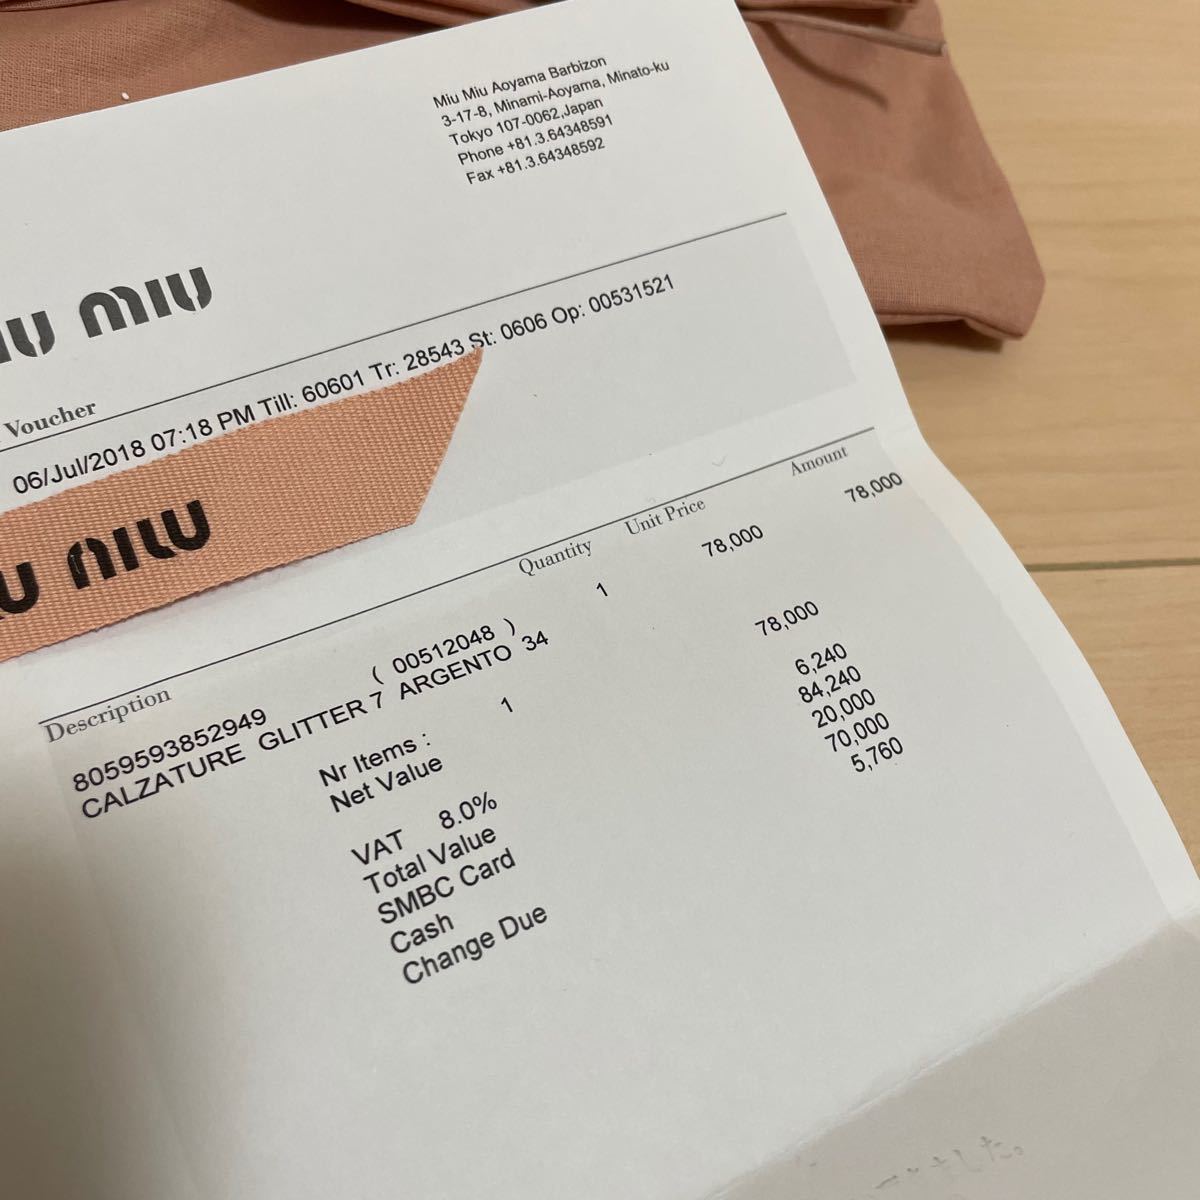 Miu Miu Aoyama Barbizon
3-17-8, Minami-Aoyama, Minato-ku
Tokyo 107-0062,Japan
Phone +81.3.64348591
Fax +81.3.64348592
IU MIU
Voucher
06/Jul/2018 07:18 PM Till: 60601 Tr: 28543 St: 0606 Op: 00531521
U MIU
Description Quantity Unit Price Amount
8059593852949 ( 00512048 ) 1 78,000 78,000
CALZATURE GLITTER 7 ARGENTO 34
Nr Items : 1
Net Value 78,000
VAT 8.0% 6,240
Total Value 84,240
SMBC Card 20,000
Cash 70,000
Change Due 5,760
ました。